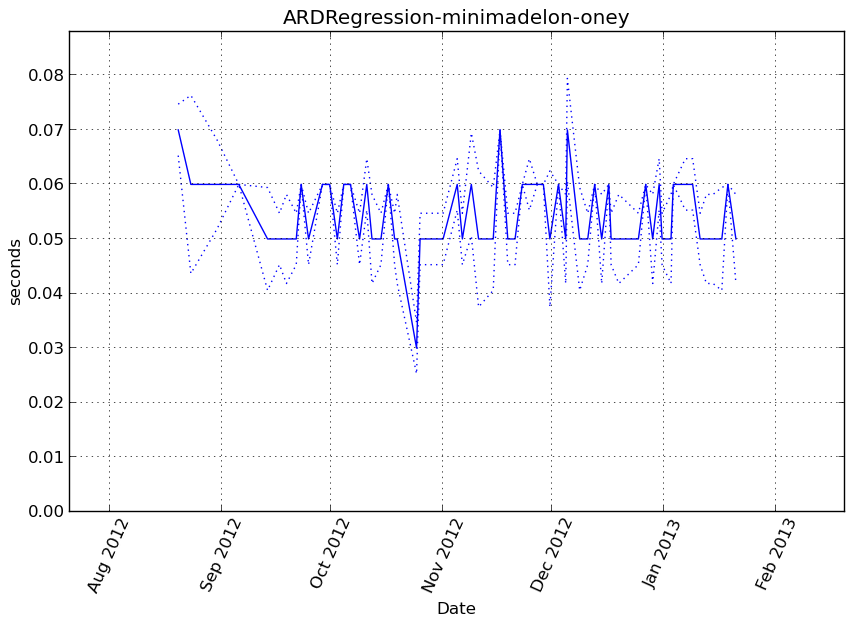 ARDRegression-minimadelon-oney
0.08
0.07
0.06
0.05
0.04
0.03
0.02
0.01
0.00
seconds
Aug 2012
Sep 2012
Oct 2012
Nov 2012
Dec 2012
Jan 2013
Feb 2013
Date